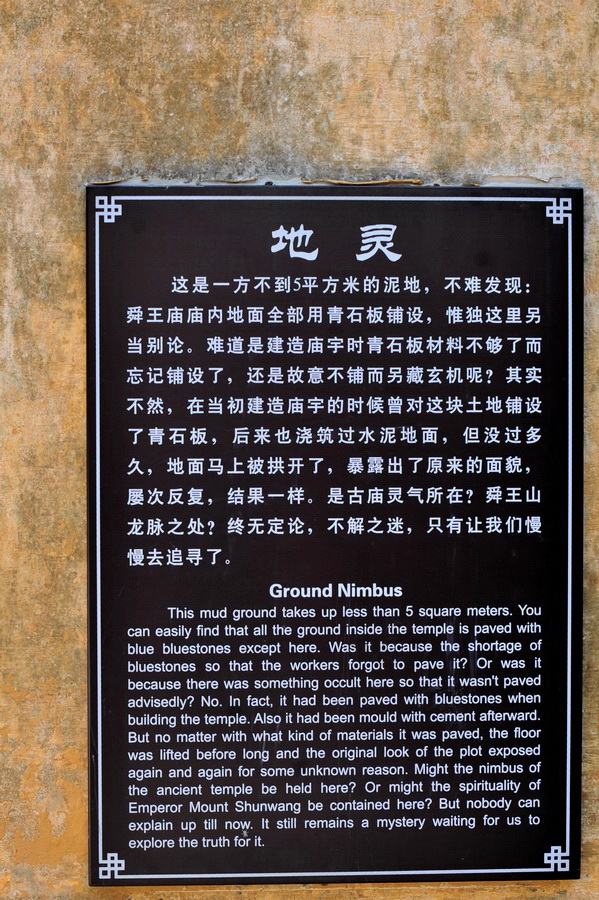 地 灵
这是一方不到5平方米的泥地，不难发现：
舜王庙庙内地面全部用青石板铺设，惟独这里另
当别论。难道是建造庙宇时青石板材料不够了而
忘记铺设了，还是故意不铺而另藏玄机呢？其实
不然，在当初建造庙宇的时候曾对这块土地铺设
了青石板，后来也浇筑过水泥地面，但没过多
久，地面马上被拱开了，暴露出了原来的面貌，
屡次反复，结果一样。是古庙灵气所在？舜王山
龙脉之处？终无定论，不解之迷，只有让我们慢
慢去追寻了。
Ground Nimbus
This mud ground takes up less than 5 square meters. You
can easily find that all the ground inside the temple is paved with
blue bluestones except here. Was it because the shortage of
bluestones so that the workers forgot to pave it? Or was it
because there was something occult here so that it wasn't paved
advisedly? No. In fact, it had been paved with bluestones when
building the temple. Also it had been mould with cement afterward.
But no matter with what kind of materials it was paved, the floor
was lifted before long and the original look of the plot exposed
again and again for some unknown reason. Might the nimbus of
the ancient temple be held here? Or might the spirituality of
Emperor Mount Shunwang be contained here? But nobody can
explain up till now. It still remains a mystery waiting for us to
explore the truth for it.